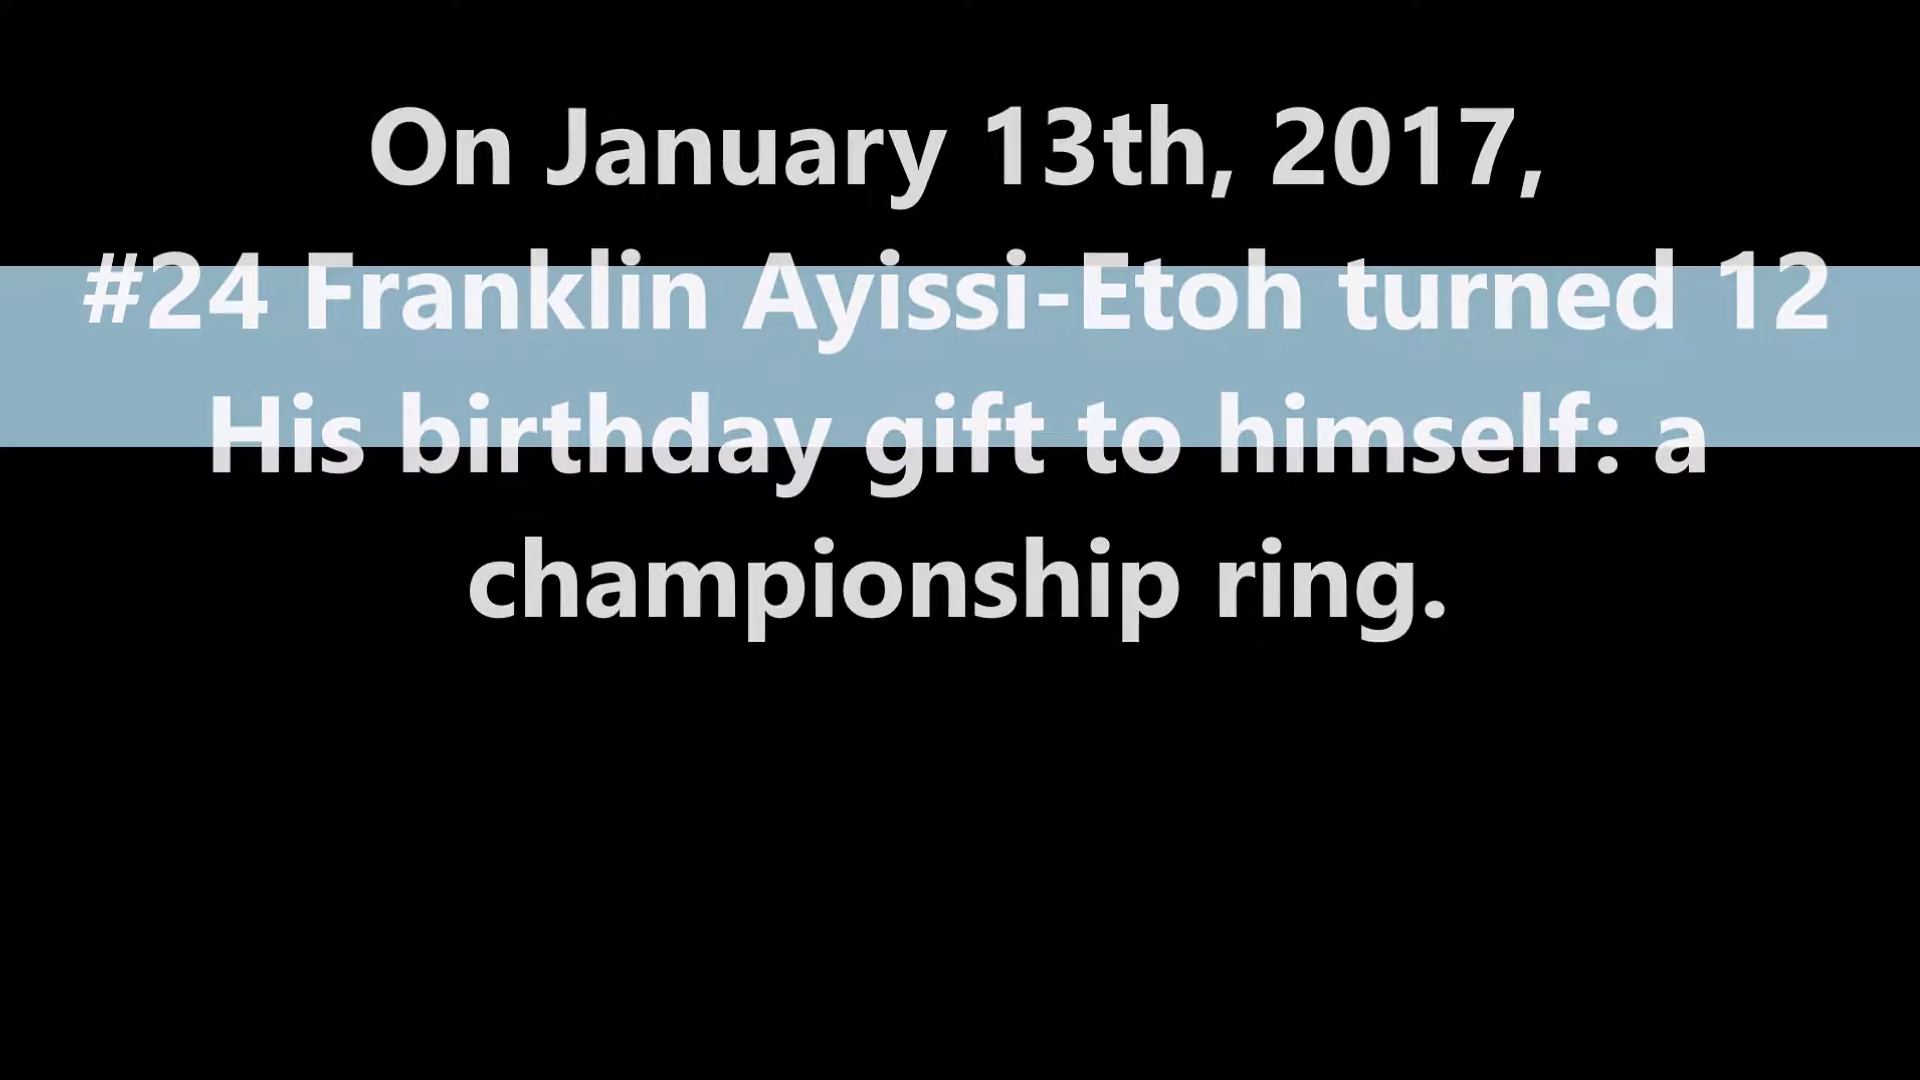 On January 13th, 2017,
#24 Franklin Ayissi-Etoh turned 12
His birthday gift to himself: a
championship ring.